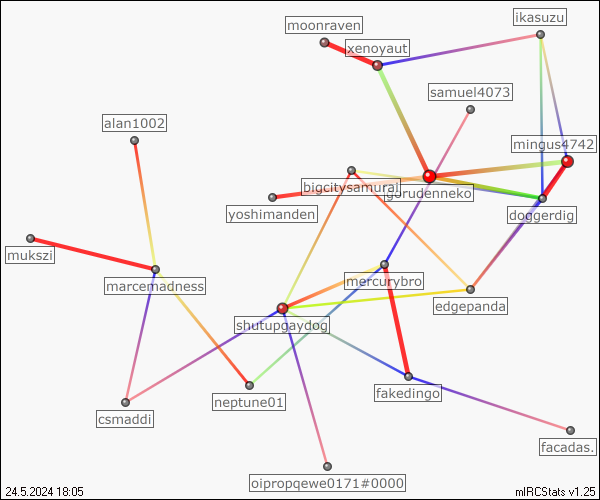 ikasuzu
moonraven
xenoyaut
samuel4073
alan1002
mingus4742
bigcitysamurai
gorudenneko
yoshimanden
doggerdig
mukszi
marcemadness
mercurybro
edgepanda
shutupgaydog
neptune01
fakedingo
csmaddi
facadas.
oipropqewe0171#0000
24.5.2024 18:05
mIRCStats v1.25